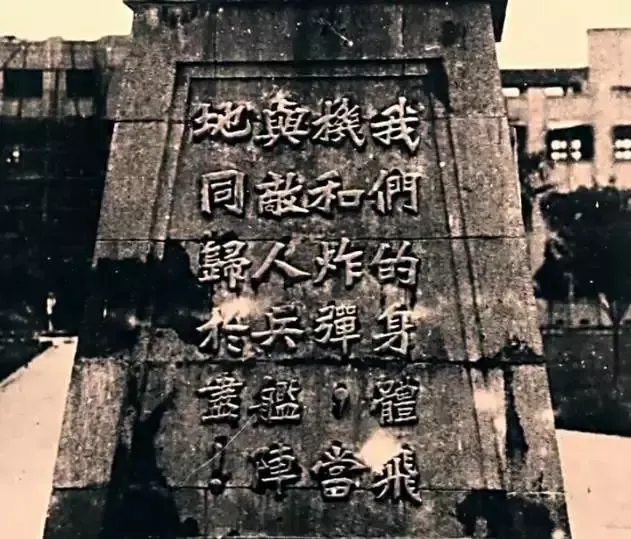 我們的身體飛
機和炸彈，當
與敵人兵艦陣
地同歸於盡！